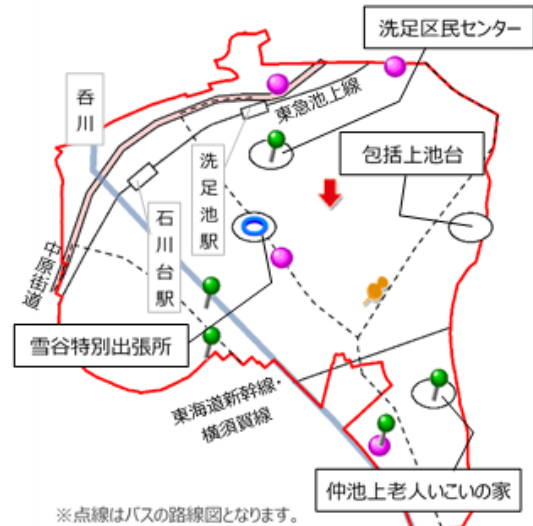 洗足区民センター
東急池上線
呑川
包括上池台
洗足池駅
石川台駅
中原街道
雪谷特別出張所
東海道新幹線・
横須賀線
仲池上老人いこいの家
※点線はバスの路線図となります。